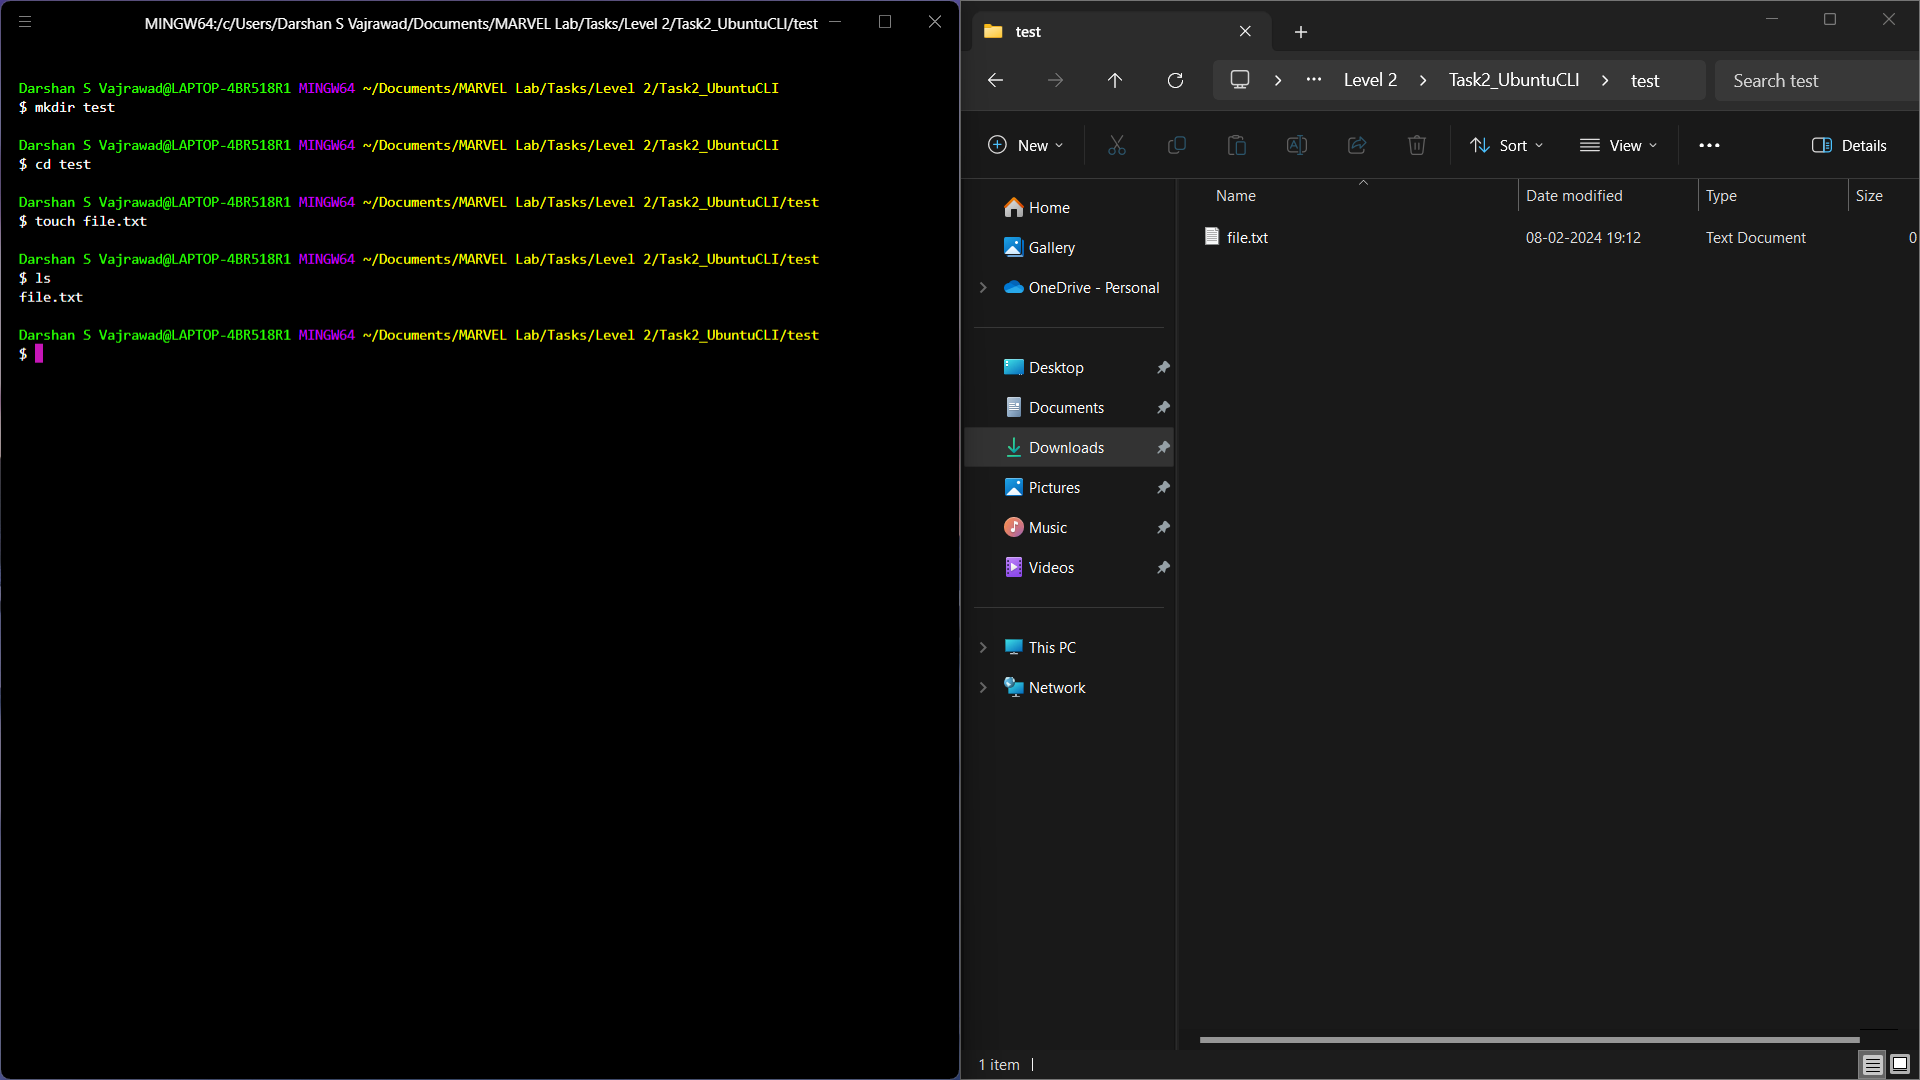 MINGW64:/c/Users/Darshan S Vajrawad/Documents/MARVEL Lab/Tasks/Level 2/Task2_UbuntuCLI/test
Darshan S Vajrawad@LAPTOP-4BR518R1 MINGW64 ~/Documents/MARVEL Lab/Tasks/Level 2/Task2_UbuntuCLI
$ mkdir test
Darshan S Vajrawad@LAPTOP-4BR518R1 MINGW64 ~/Documents/MARVEL Lab/Tasks/Level 2/Task2_UbuntuCLI
$ cd test
Darshan S Vajrawad@LAPTOP-4BR518R1 MINGW64 ~/Documents/MARVEL Lab/Tasks/Level 2/Task2_UbuntuCLI/test
$ touch file.txt
Darshan S Vajrawad@LAPTOP-4BR518R1 MINGW64 ~/Documents/MARVEL Lab/Tasks/Level 2/Task2_UbuntuCLI/test
$ ls
file.txt
Darshan S Vajrawad@LAPTOP-4BR518R1 MINGW64 ~/Documents/MARVEL Lab/Tasks/Level 2/Task2_UbuntuCLI/test
$
test
Level 2 > Task2_UbuntuCLI > test
Search test
New Sort View ... Details
Name Date modified Type Size
file.txt 08-02-2024 19:12 Text Document 0
Home
Gallery
OneDrive - Personal
Desktop
Documents
Downloads
Pictures
Music
Videos
This PC
Network
1 item